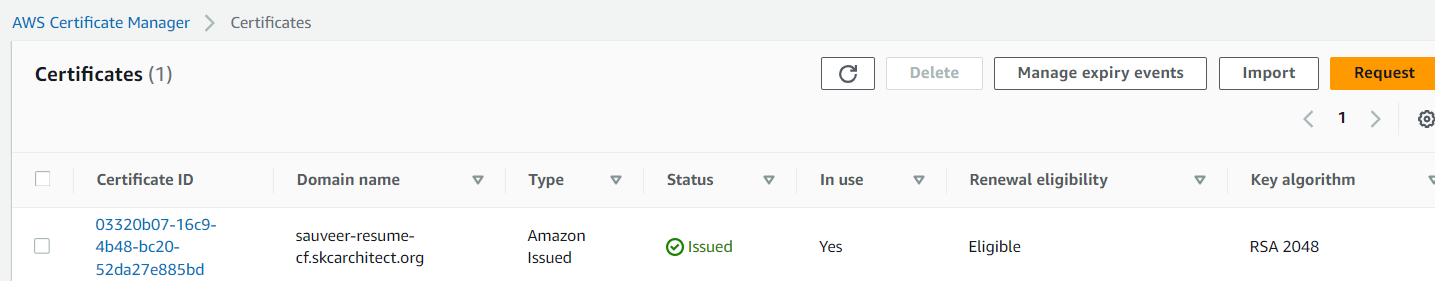 AWS Certificate Manager > Certificates
Certificates (1)
Delete
Manage expiry events
Import
Request
1
Certificate ID Domain name Type Status In use Renewal eligibility Key algorithm
03320b07-16c9-
4b48-bc20-
52da27e885bd
sauveer-resume-
cf.skcarchitect.org
Amazon
Issued
Issued
Yes
Eligible
RSA 2048